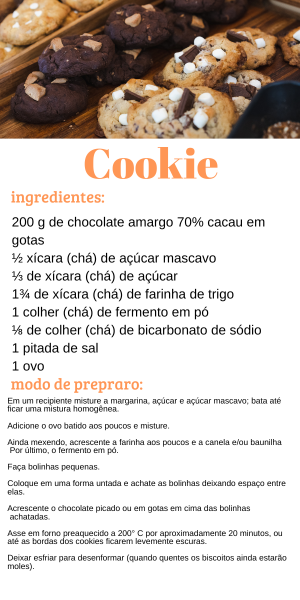 Cookie
ingredientes:
200 g de chocolate amargo 70% cacau em
gotas
½ xícara (chá) de açúcar mascavo
⅓ de xícara (chá) de açúcar
1¾ de xícara (chá) de farinha de trigo
1 colher (chá) de fermento em pó
⅛ de colher (chá) de bicarbonato de sódio
1 pitada de sal
1 ovo
modo de prepraro:
Em um recipiente misture a margarina, açúcar e açúcar mascavo; bata até
ficar uma mistura homogênea.
Adicione o ovo batido aos poucos e misture.
Ainda mexendo, acrescente a farinha aos poucos e a canela e/ou baunilha
Por último, o fermento em pó.
Faça bolinhas pequenas.
Coloque em uma forma untada e achate as bolinhas deixando espaço entre
elas.
Acrescente o chocolate picado ou em gotas em cima das bolinhas
achatadas.
Asse em forno preaquecido a 200° C por aproximadamente 20 minutos, ou
até as bordas dos cookies ficarem levemente escuras.
Deixar esfriar para desenformar (quando quentes os biscoitos ainda estarão
moles).